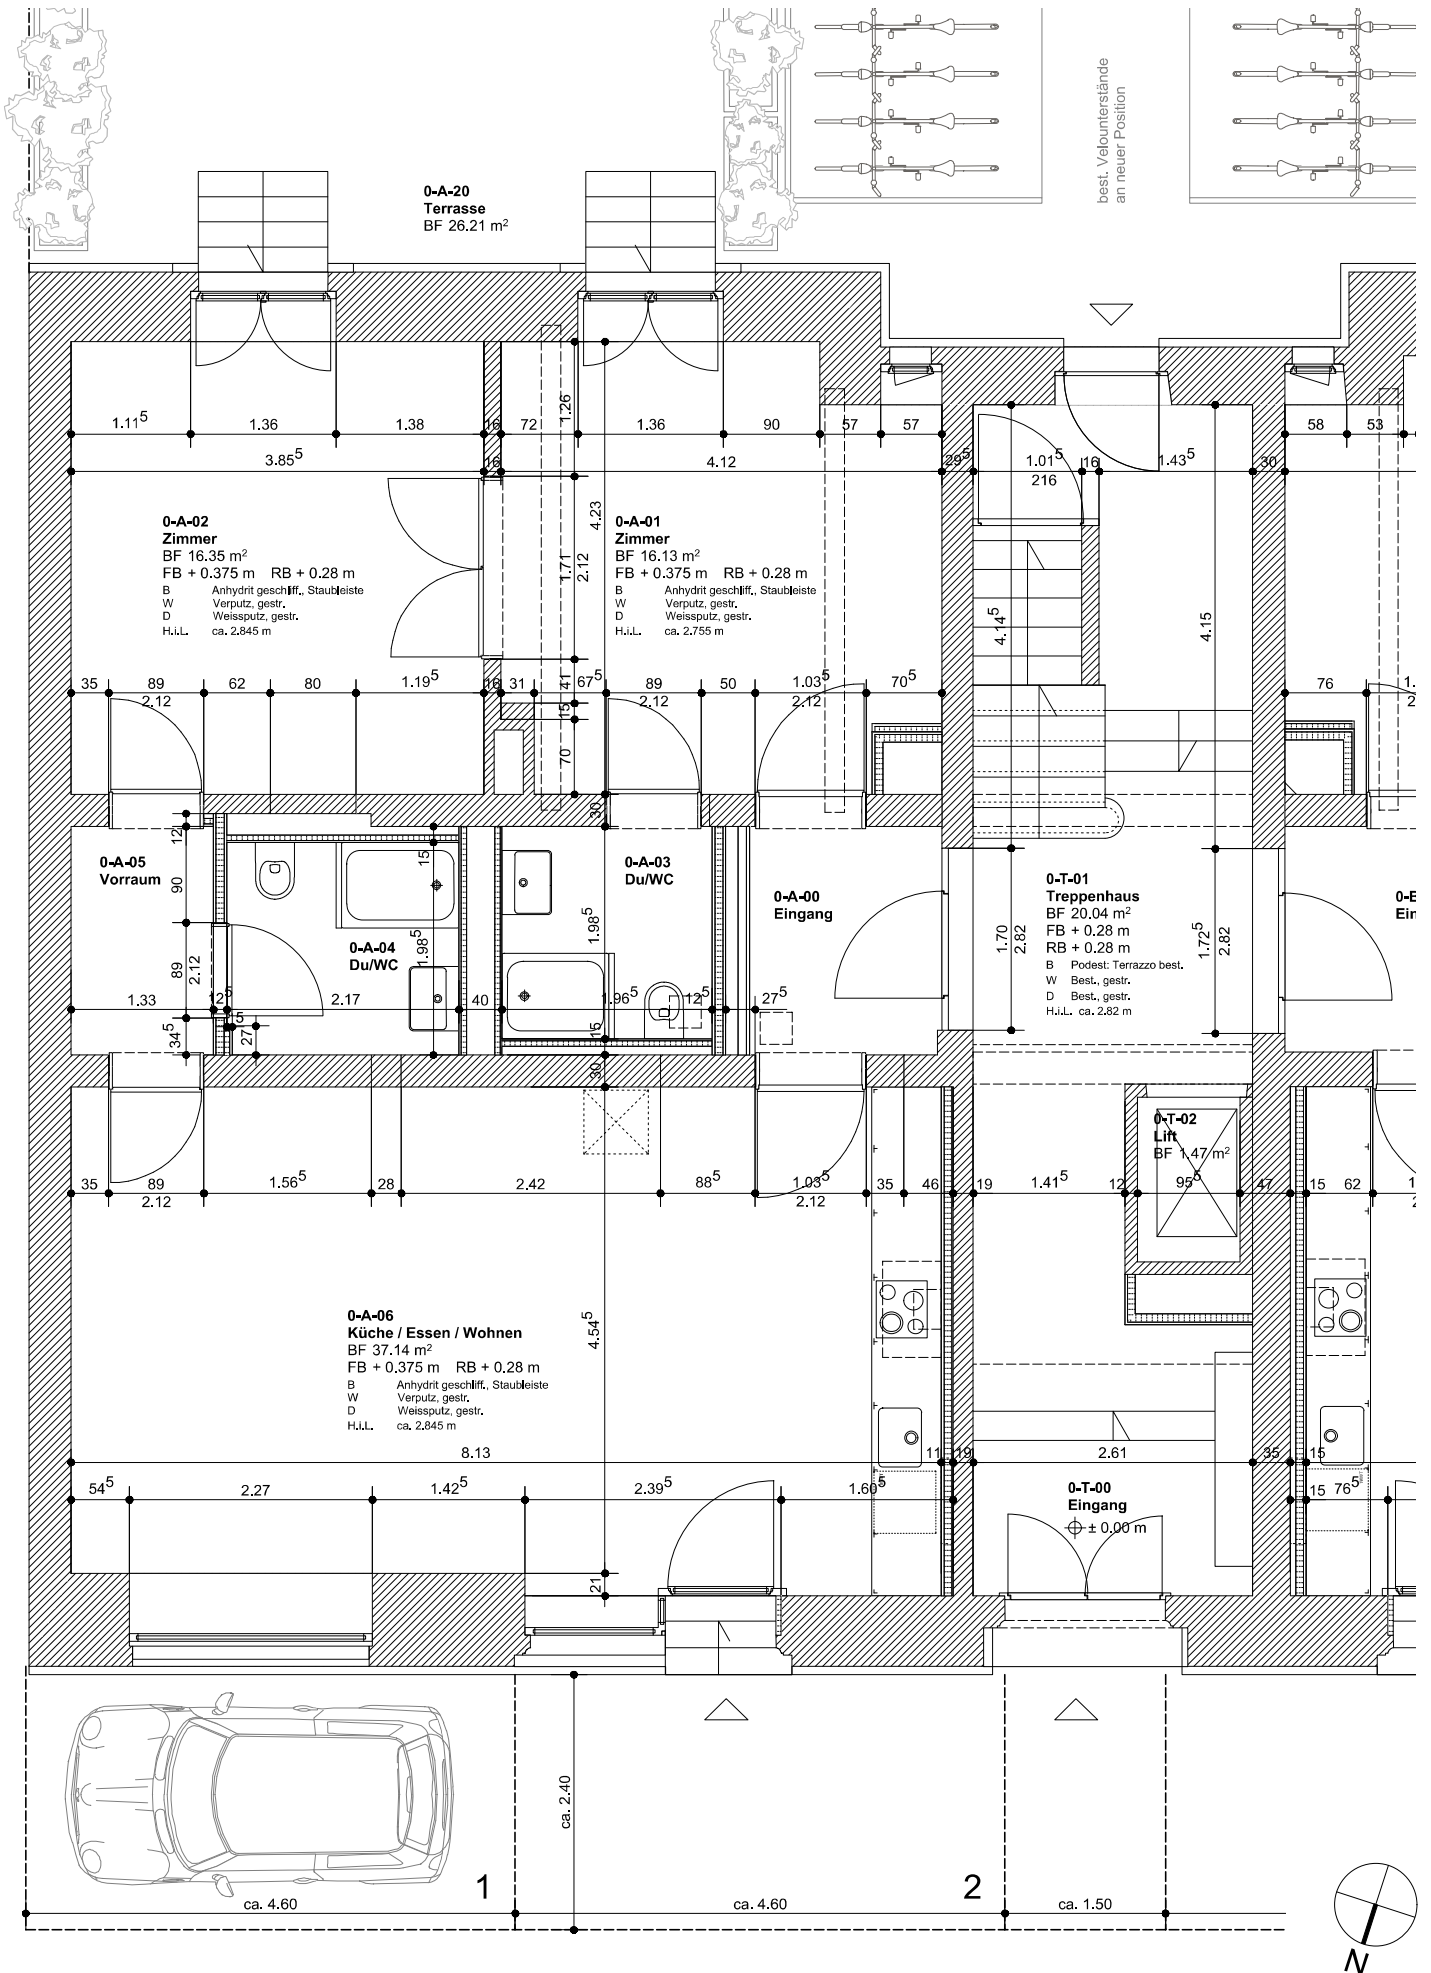 best. Velounterstände
an neuer Position
0-A-20
Terrasse
BF 26.21 m²
1.11⁵ 1.36 1.38 16 72 1.26 1.36 90 57 57 58 53
3.85⁵ 16 4.12 29⁵ 1.01⁵ 16 1.43⁵ 30
216
4.23
0-A-02
Zimmer
BF 16.35 m²
FB + 0.375 m RB + 0.28 m
B Anhydrit geschliff., Staubleiste
W Verputz, gestr.
D Weissputz, gestr.
H.i.L. ca. 2.845 m
1.71
2.12
0-A-01
Zimmer
BF 16.13 m²
FB + 0.375 m RB + 0.28 m
B Anhydrit geschliff., Staubleiste
W Verputz, gestr.
D Weissputz, gestr.
H.i.L. ca. 2.755 m
4.14⁵
4.15
35 89 62 80 1.19⁵ 16 31 41 67⁵ 89 50 1.03⁵ 70⁵ 76 1.
2.12 2.12 2.12 2
15
70
30
12
90
89
2.12
34⁵
0-A-05
Vorraum
15
1.98⁵
0-A-04
Du/WC
0-A-03
Du/WC
1.98⁵
15
0-A-00
Eingang
1.70
2.82
0-T-01
Treppenhaus
BF 20.04 m²
FB + 0.28 m
RB + 0.28 m
B Podest: Terrazzo best.
W Best., gestr.
D Best., gestr.
H.i.L. ca. 2.82 m
1.72⁵
2.82
0-E
Ein
1.33 12⁵ 2.17 40 1.96⁵ 12⁵ 27⁵
5
27
30
0-T-02
Lift
BF 1.47 m²
35 89 1.56⁵ 28 2.42 88⁵ 1.03⁵ 35 46 19 1.41⁵ 12 95⁵ 47 15 62 1
2.12 2.12 2
0-A-06
Küche / Essen / Wohnen
BF 37.14 m²
FB + 0.375 m RB + 0.28 m
B Anhydrit geschliff., Staubleiste
W Verputz, gestr.
D Weissputz, gestr.
H.i.L. ca. 2.845 m
4.54⁵
8.13 11 19 2.61 35 15
54⁵ 2.27 1.42⁵ 2.39⁵ 1.60⁵ 15 76⁵
0-T-00
Eingang
± 0.00 m
21
ca. 2.40
1 2
ca. 4.60 ca. 4.60 ca. 1.50
N